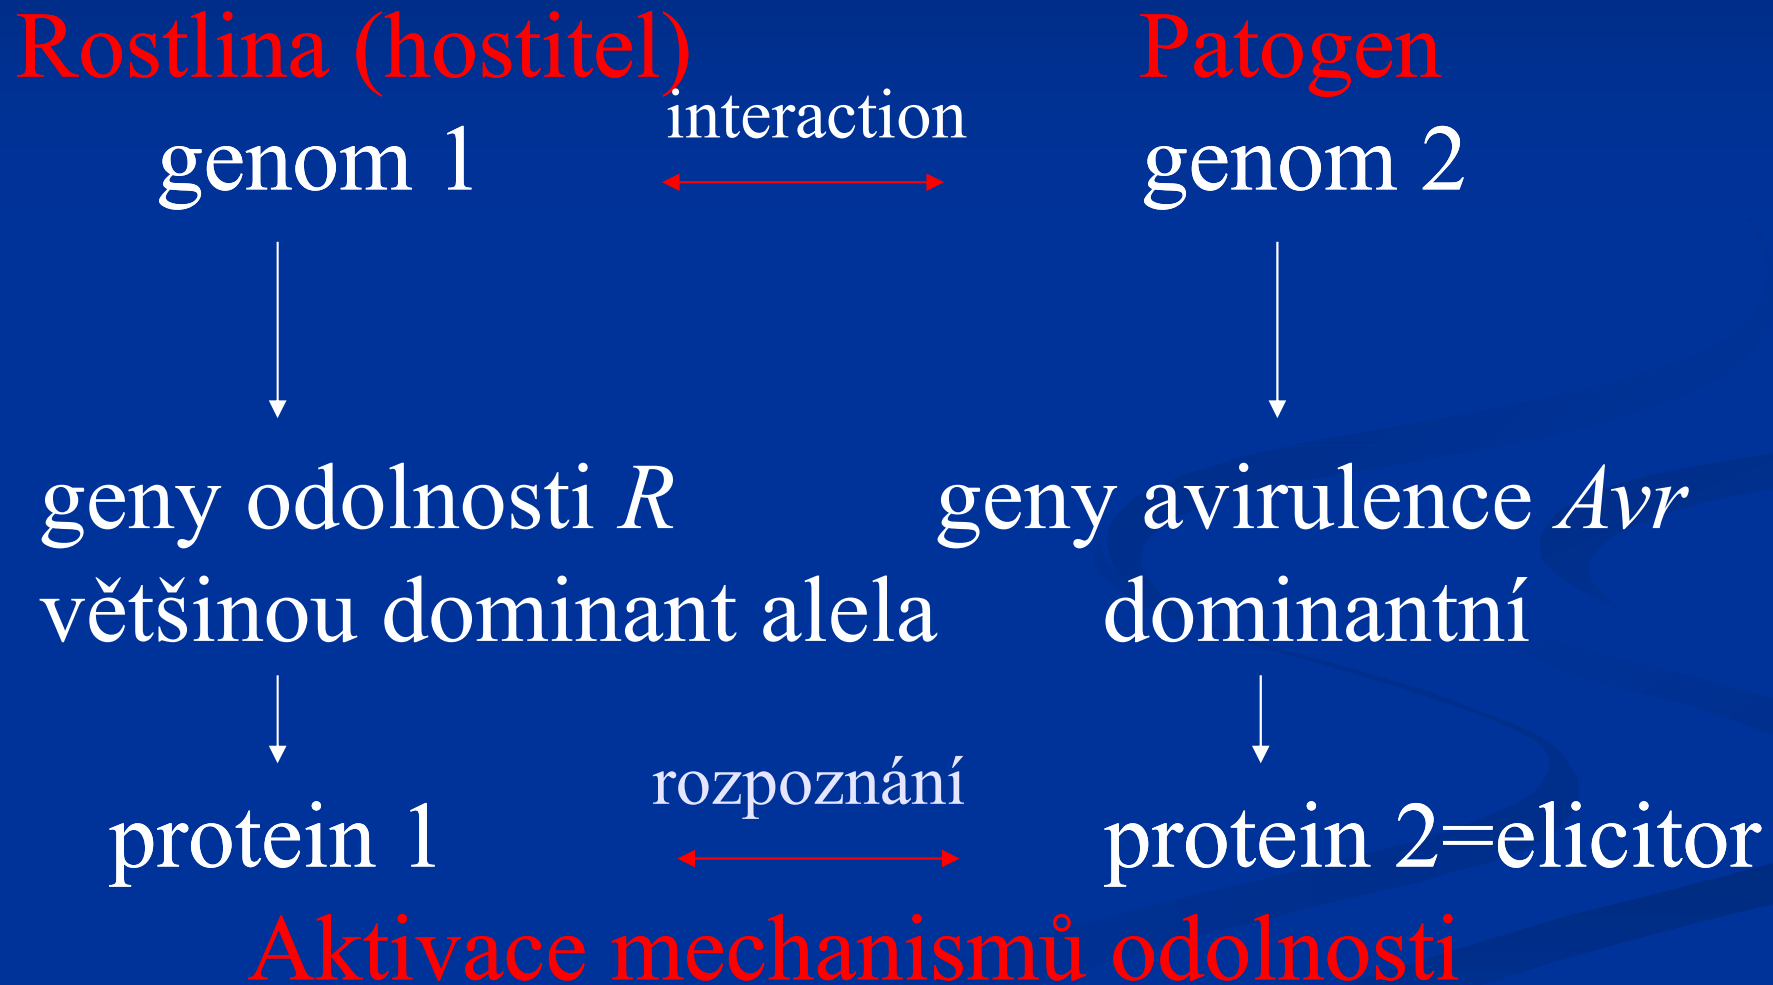 Rostlina (hostitel)
Patogen
interaction
genom 1
genom 2
geny odolnosti R
geny avirulence Avr
většinou dominant alela
dominantní
rozpoznání
protein 1
protein 2=elicitor
Aktivace mechanismů odolnosti